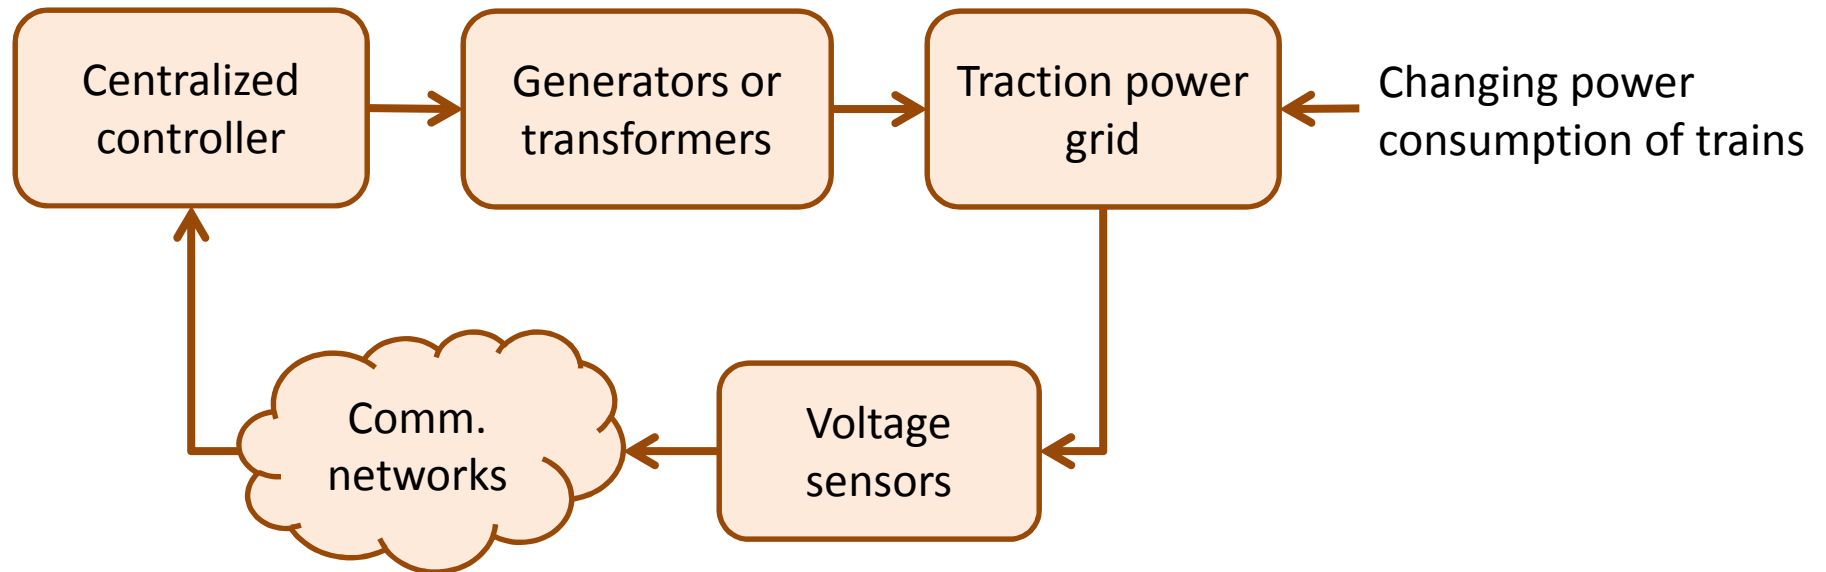 Centralized
controller
Generators or
transformers
Traction power
grid
Changing power
consumption of trains
Comm.
networks
Voltage
sensors